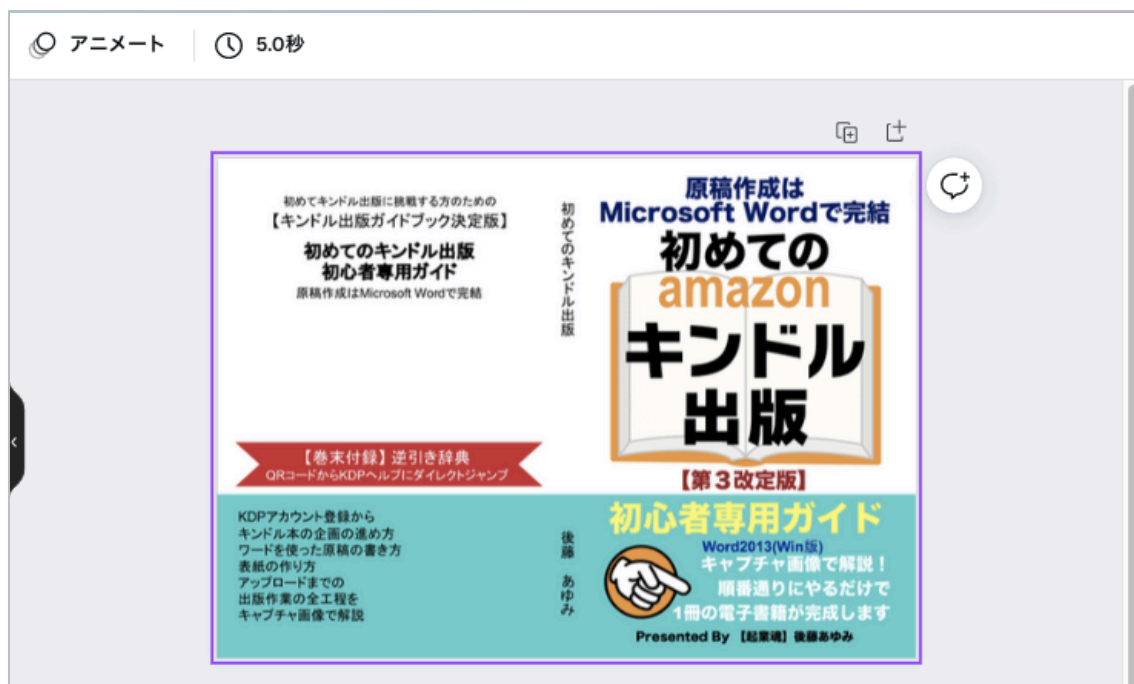 アニメート
5.0秒
初めてキンドル出版に挑戦する方のための
【キンドル出版ガイドブック決定版】
初めてのキンドル出版
初心者専用ガイド
原稿作成はMicrosoft Wordで完結
【巻末付録】逆引き辞典
QRコードからKDPヘルプにダイレクトジャンプ
KDPアカウント登録から
キンドル本の企画の進め方
ワードを使った原稿の書き方
表紙の作り方
アップロードまでの
出版作業の全工程を
キャプチャ画像で解説
初めてのキンドル出版
後藤 あゆみ
原稿作成は
Microsoft Wordで完結
初めての
amazon
キンドル
出版
【第３改定版】
初心者専用ガイド
Word2013(Win版)
キャプチャ画像で解説！
順番通りにやるだけで
1冊の電子書籍が完成します
Presented By 【起業魂】後藤あゆみ